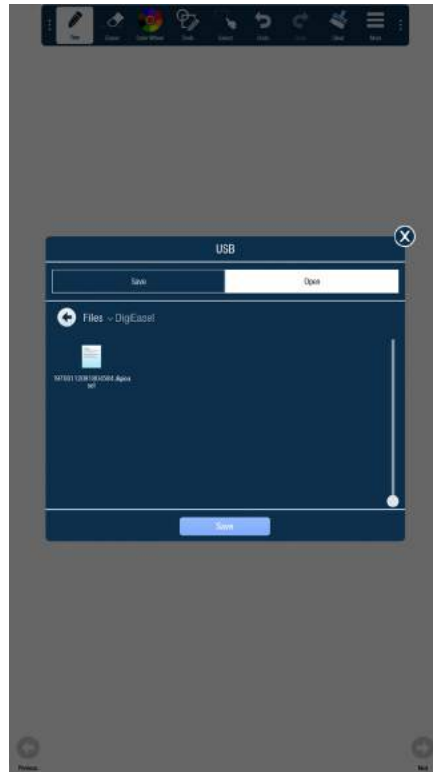 Pen Eraser Color Wheel Tools Select Undo Redo Clear More
USB
X
Save Open
Files DigiEasel
Save
Previous Next